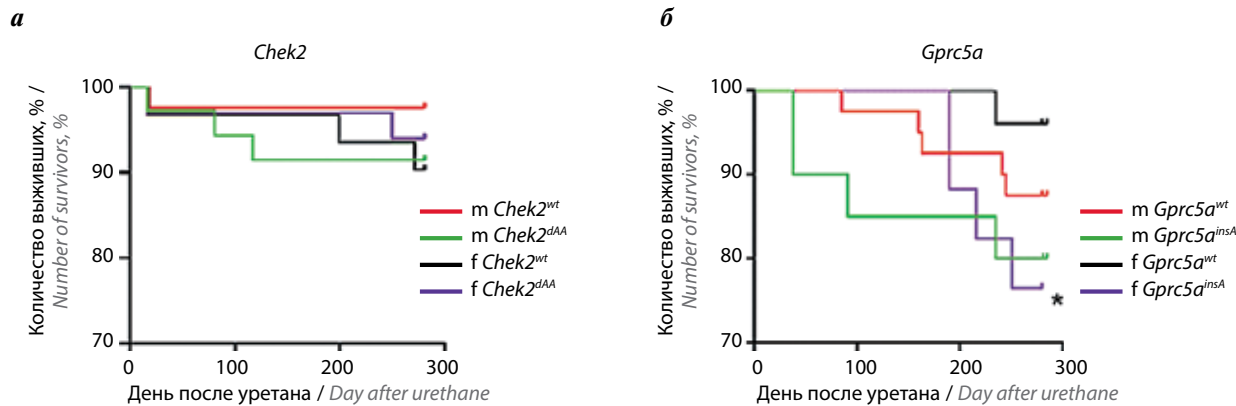 а
Chek2
Количество выживших, % /
Number of survivors, %
100
90
80
70
0
100
200
300
День после уретана / Day after urethane
m Chek2wt
m Chek2dAA
f Chek2wt
f Chek2dAA
б
Gprc5a
Количество выживших, % /
Number of survivors, %
100
90
80
70
0
100
200
300
День после уретана / Day after urethane
m Gprc5awt
m Gprc5ainsA
f Gprc5awt
f Gprc5ainsA
*